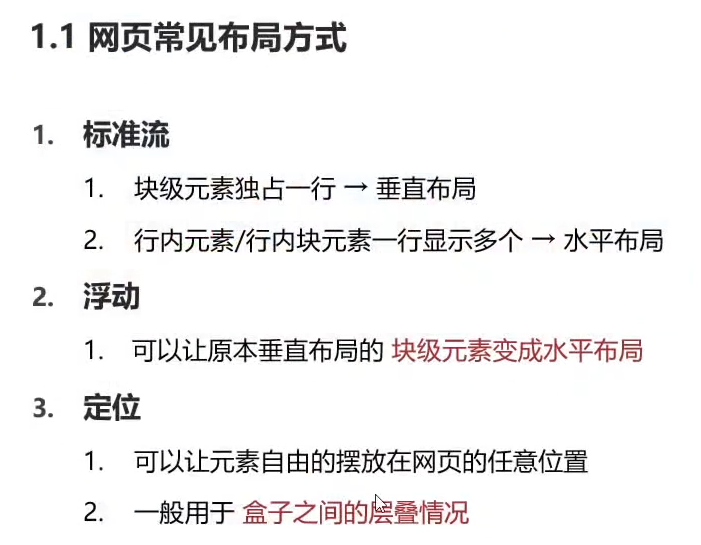 1.1 网页常见布局方式
1. 标准流
1. 块级元素独占一行 → 垂直布局
2. 行内元素/行内块元素一行显示多个 → 水平布局
2. 浮动
1. 可以让原本垂直布局的 块级元素变成水平布局
3. 定位
1. 可以让元素自由的摆放在网页的任意位置
2. 一般用于 盒子之间的层叠情况